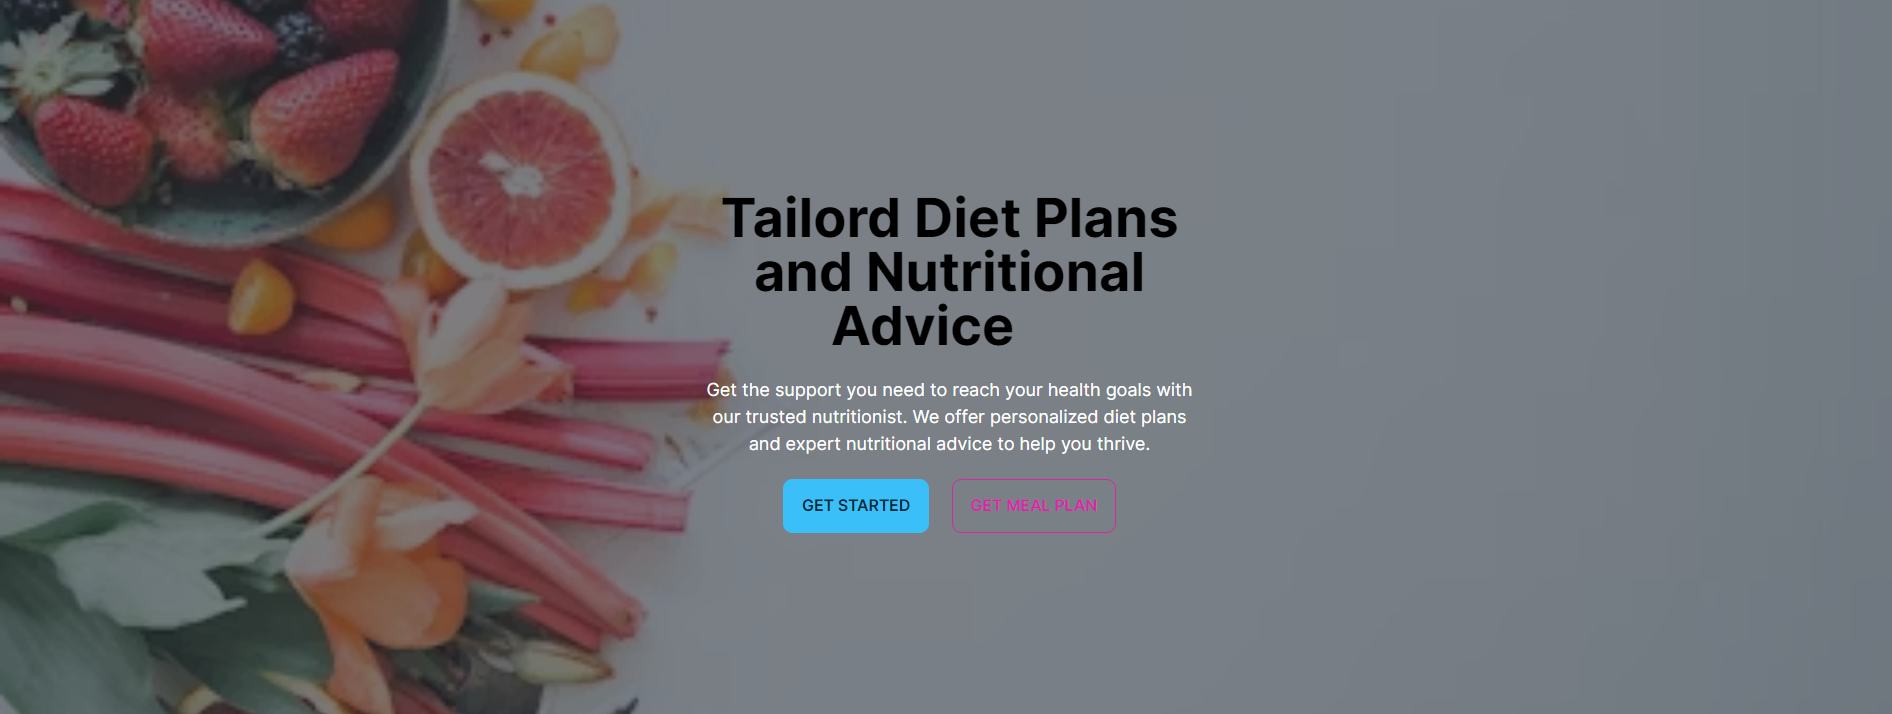 Tailord Diet Plans
and Nutritional
Advice
Get the support you need to reach your health goals with
our trusted nutritionist. We offer personalized diet plans
and expert nutritional advice to help you thrive.
GET STARTED
GET MEAL PLAN